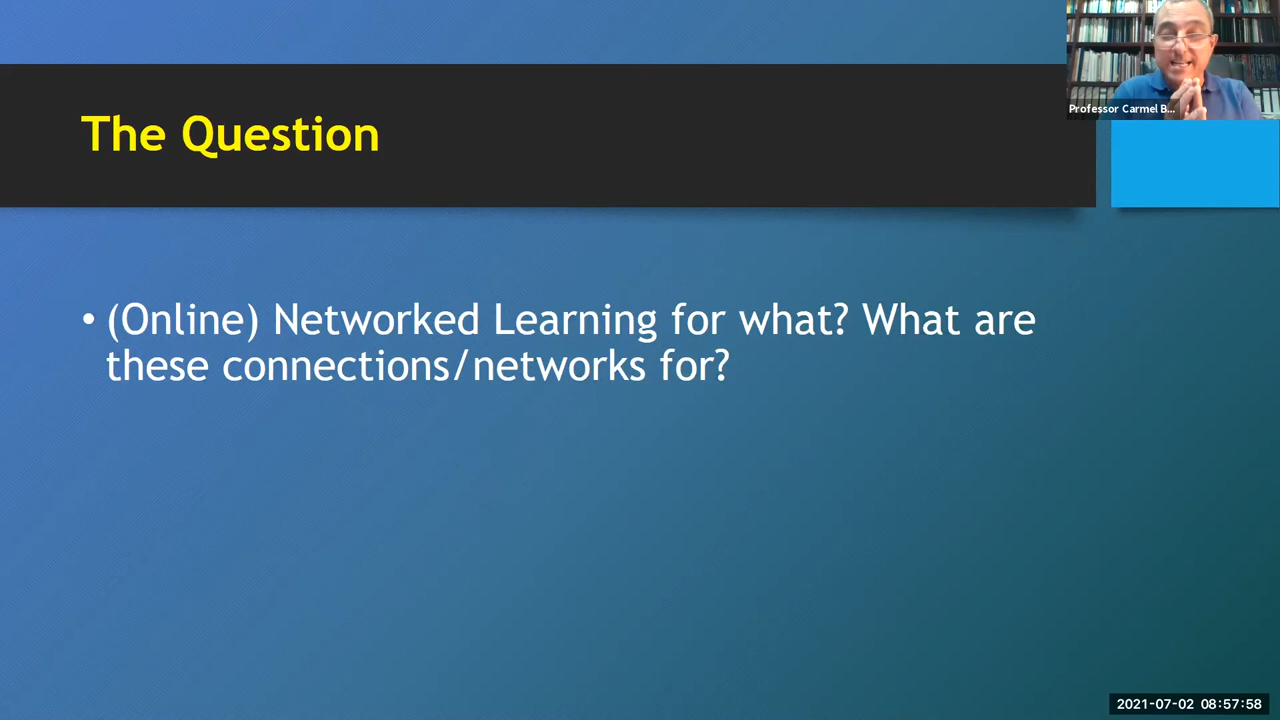 The Question
Professor Carmel B...
• (Online) Networked Learning for what? What are
these connections/networks for?
2021-07-02 08:57:58